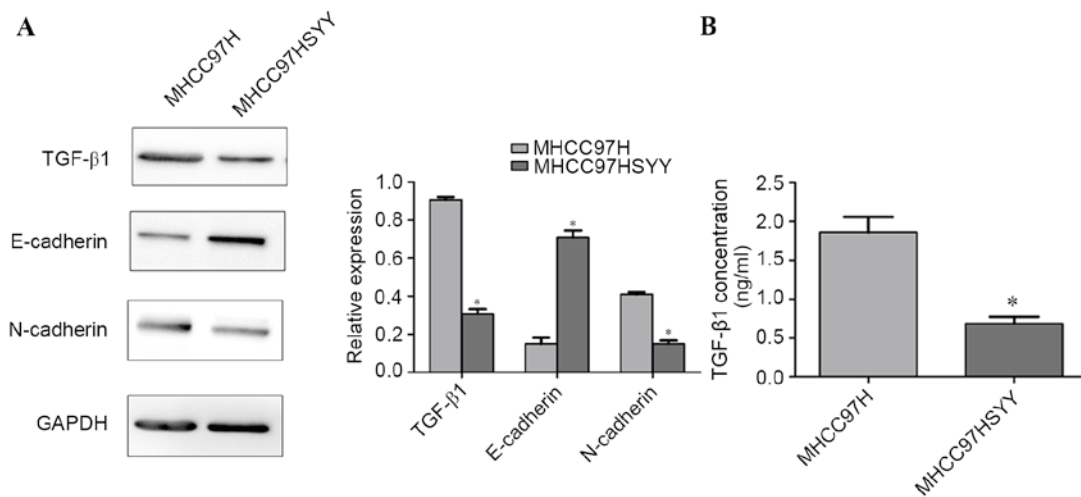 A
MHCC97H
MHCC97HSYY
TGF-β1
E-cadherin
N-cadherin
GAPDH
MHCC97H
MHCC97HSYY
Relative expression
1.0
0.8
0.6
0.4
0.2
0.0
*
*
*
TGF-β1
E-cadherin
N-cadherin
B
TGF-β1 concentration
(ng/ml)
2.5
2.0
1.5
1.0
0.5
0.0
*
MHCC97H
MHCC97HSYY